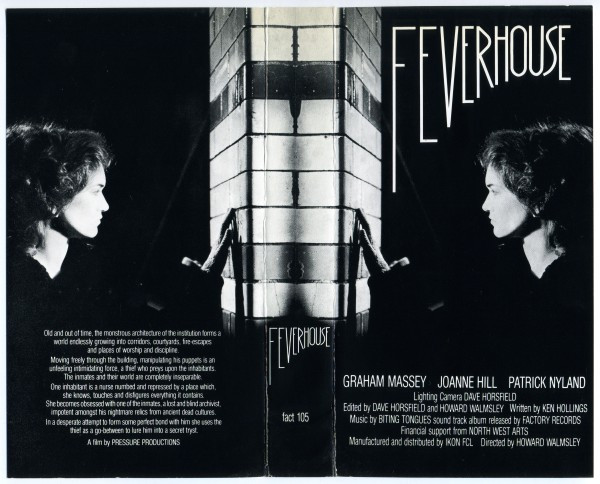 FEVERHOUSE
Old and out of time, the monstrous architecture of the institution forms a
world endlessly growing into corridors, courtyards, fire-escapes
and places of worship and discipline.
Moving freely through the building, manipulating his puppets is an
unfeeling intimidating force, a thief who preys upon the inhabitants.
The inmates and their world are completely inseparable
One inhabitant is a nurse numbed and repressed by a place which,
she knows, touches and disfigures everything it contains.
She becomes obsessed with one of the inmates, a lost and blind archivist,
impotent amongst his nightmare relics from ancient dead cultures.
In a desperate attempt to form some perfect bond with him she uses the
thief as a go-between to lure him into a secret tryst.
A film by PRESSURE PRODUCTIONS
FEVERHOUSE
fact 105
GRAHAM MASSEY JOANNE HILL PATRICK NYLAND
Lighting Camera DAVE HORSFIELD
Edited by DAVE HORSFIELD and HOWARD WALMSLEY Written by KEN HOLLINGS
Music by BITING TONGUES sound track album released by FACTORY RECORDS
Financial support from NORTH WEST ARTS
Manufactured and distributed by IKON FCL Directed by HOWARD WALMSLEY